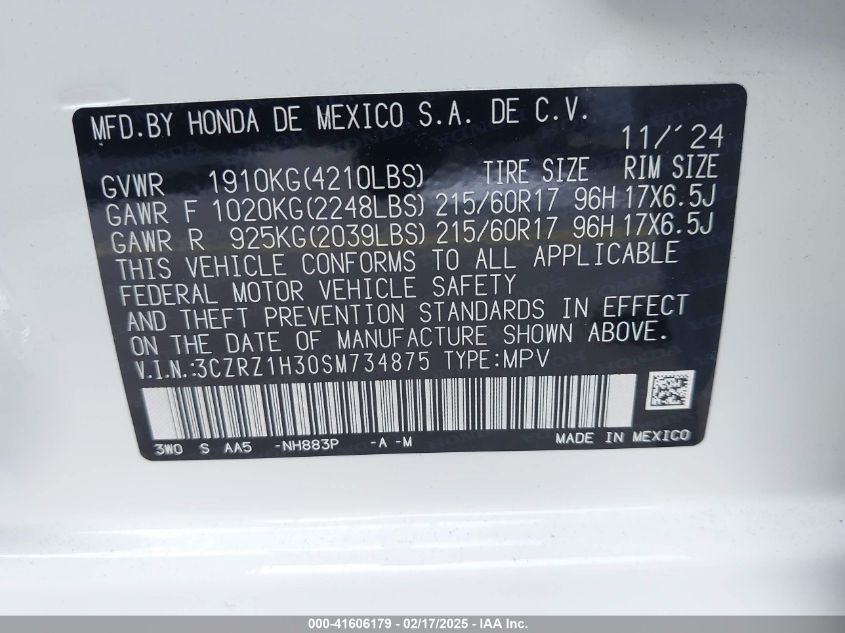 MFD.BY HONDA DE MEXICO S.A. DE C.V.
11/'24
GVWR 1910KG(4210LBS) TIRE SIZE RIM SIZE
GAWR F 1020KG(2248LBS) 215/60R17 96H 17X6.5J
GAWR R 925KG(2039LBS) 215/60R17 96H 17X6.5J
THIS VEHICLE CONFORMS TO ALL APPLICABLE
FEDERAL MOTOR VEHICLE SAFETY
AND THEFT PREVENTION STANDARDS IN EFFECT
ON THE DATE OF MANUFACTURE SHOWN ABOVE.
V.I.N.:3CZRZ1H30SM734875 TYPE:MPV
3W0 S AA5 -NH883P -A -M MADE IN MEXICO
000-41606179 - 02/17/2025 - IAA Inc.